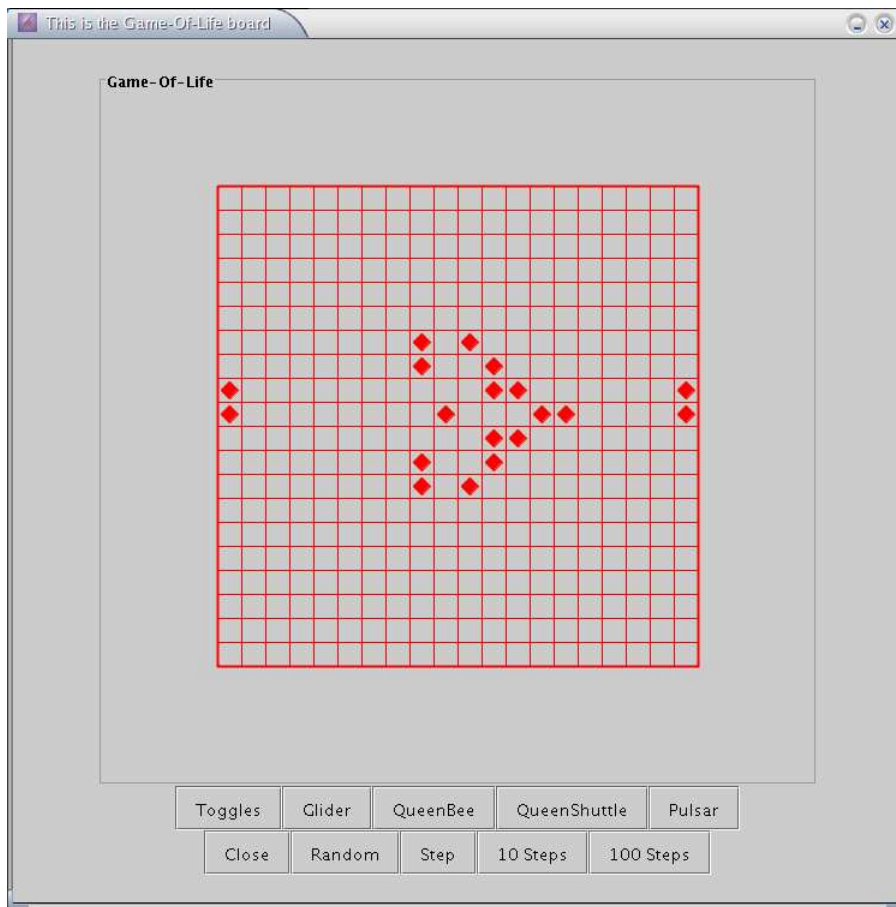 This is the Game-Of-Life board
Game-Of-Life
Toggles Glider QueenBee QueenShuttle Pulsar
Close Random Step 10 Steps 100 Steps